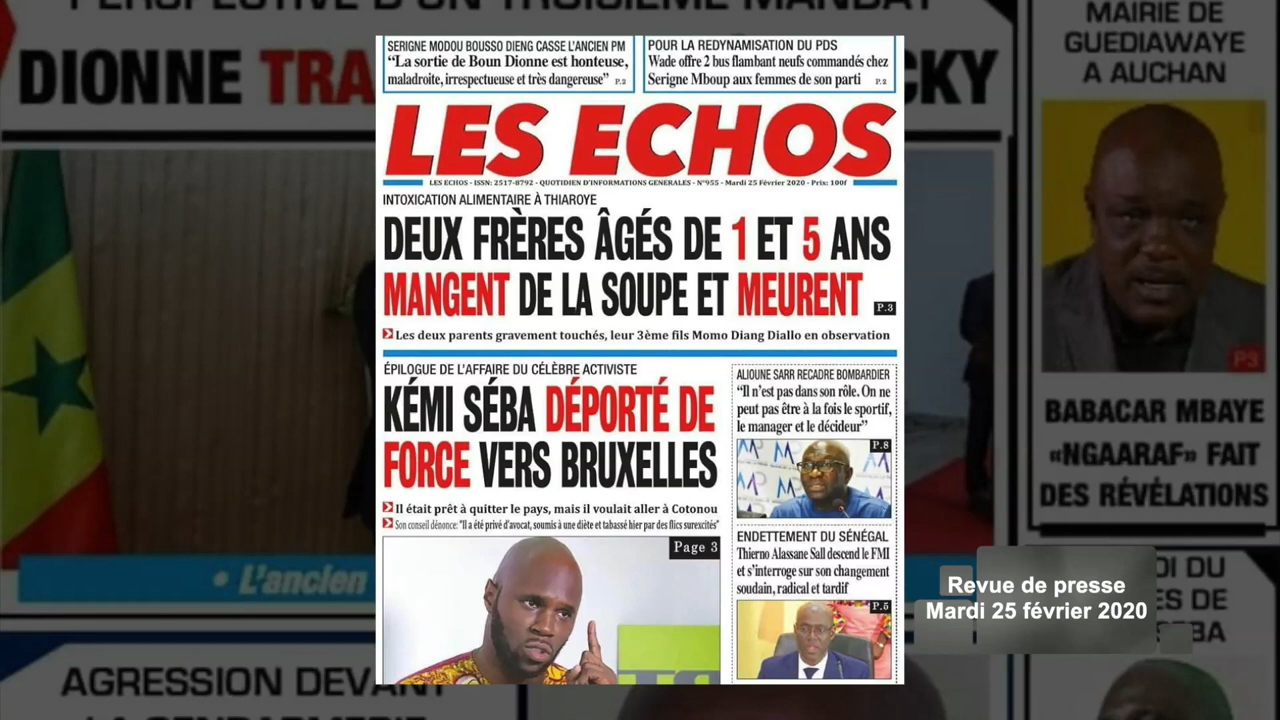 PERSPECTIVE D'UN TROISIEME MANDAT
DIONNE TRA
CKY
• L'ancien
AGRESSION DEVANT
LA GENDARMERIE
MAIRIE DE
GUEDIAWAYE
A AUCHAN
P3
BABACAR MBAYE
«NGAARAF» FAIT
DES RÉVÉLATIONS
SERIGNE MODOU BOUSSO DIENG CASSE L'ANCIEN PM
“La sortie de Boun Dionne est honteuse,
maladroite, irrespectueuse et très dangereuse” P.2
POUR LA REDYNAMISATION DU PDS
Wade offre 2 bus flambant neufs commandés chez
Serigne Mboup aux femmes de son parti P.2
LES ECHOS
LES ECHOS - ISSN: 2517-8792 - QUOTIDIEN D'INFORMATIONS GENERALES - N°955 - Mardi 25 Février 2020 - Prix: 100f
INTOXICATION ALIMENTAIRE À THIAROYE
DEUX FRÈRES ÂGÉS DE 1 ET 5 ANS
MANGENT DE LA SOUPE ET MEURENT P.3
Les deux parents gravement touchés, leur 3ème fils Momo Diang Diallo en observation
ÉPILOGUE DE L'AFFAIRE DU CÉLÈBRE ACTIVISTE
KÉMI SÉBA DÉPORTÉ DE
FORCE VERS BRUXELLES
Il était prêt à quitter le pays, mais il voulait aller à Cotonou
Son conseil dénonce: "Il a été privé d'avocat, soumis à une diète et tabassé hier par des flics surexcités"
Page 3
ALIOUNE SARR RECADRE BOMBARDIER
“Il n'est pas dans son rôle. On ne
peut pas être à la fois le sportif,
le manager et le décideur”
P.8
ENDETTEMENT DU SÉNÉGAL
Thierno Alassane Sall descend le FMI
et s'interroge sur son changement
soudain, radical et tardif
P.5
Revue de presse
Mardi 25 février 2020